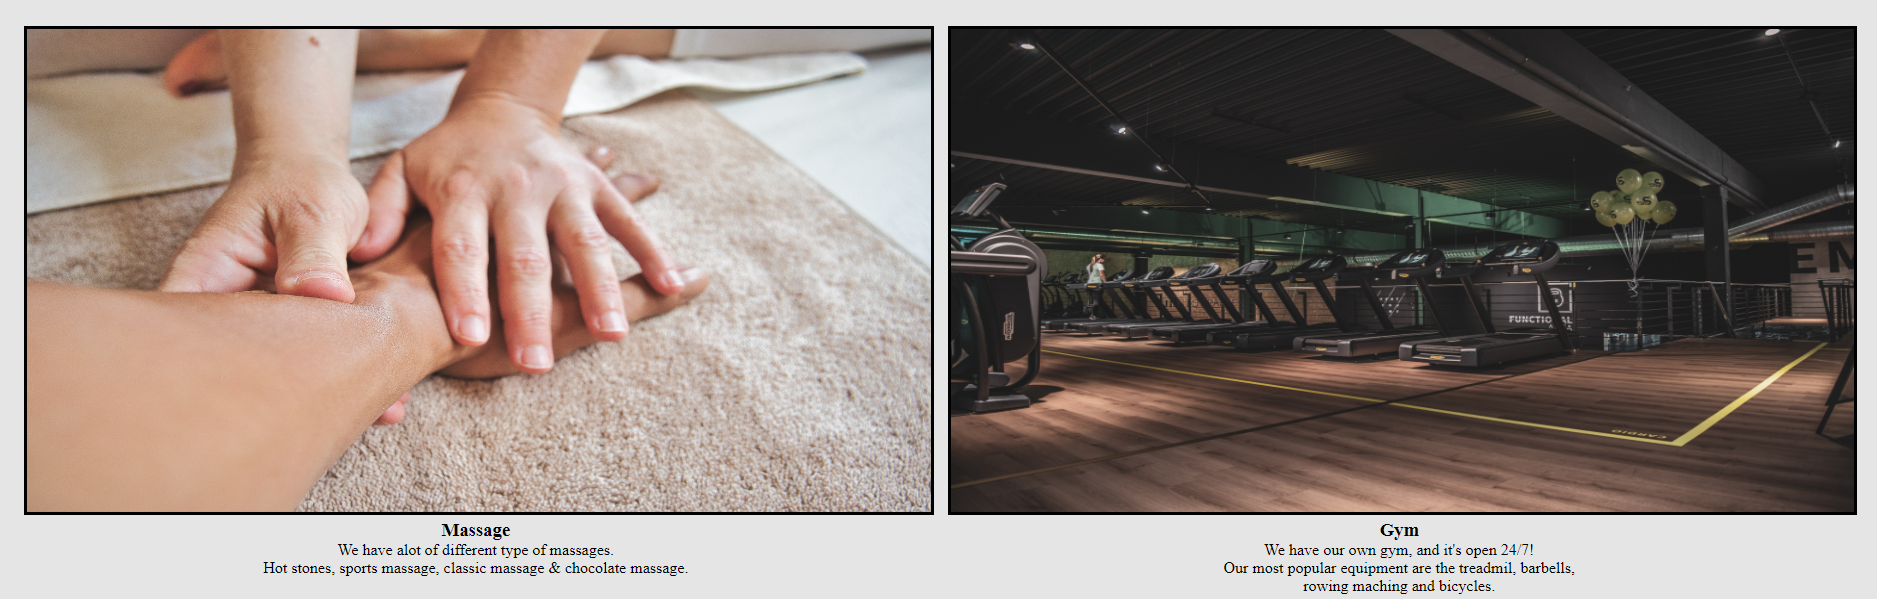 EM
FUNCTIONAL
CARDIO
Massage
We have alot of different type of massages.
Hot stones, sports massage, classic massage & chocolate massage.
Gym
We have our own gym, and it's open 24/7!
Our most popular equipment are the treadmil, barbells,
rowing maching and bicycles.